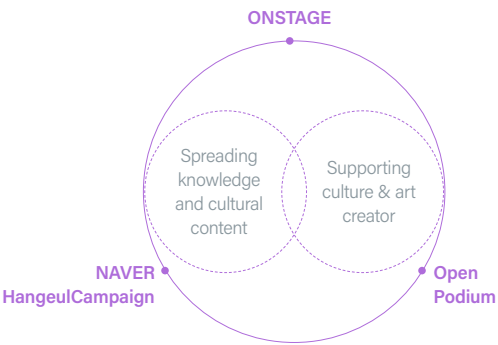 ONSTAGE
Spreading
knowledge
and cultural
content
Supporting
culture & art
creator
NAVER
HangeulCampaign
Open
Podium